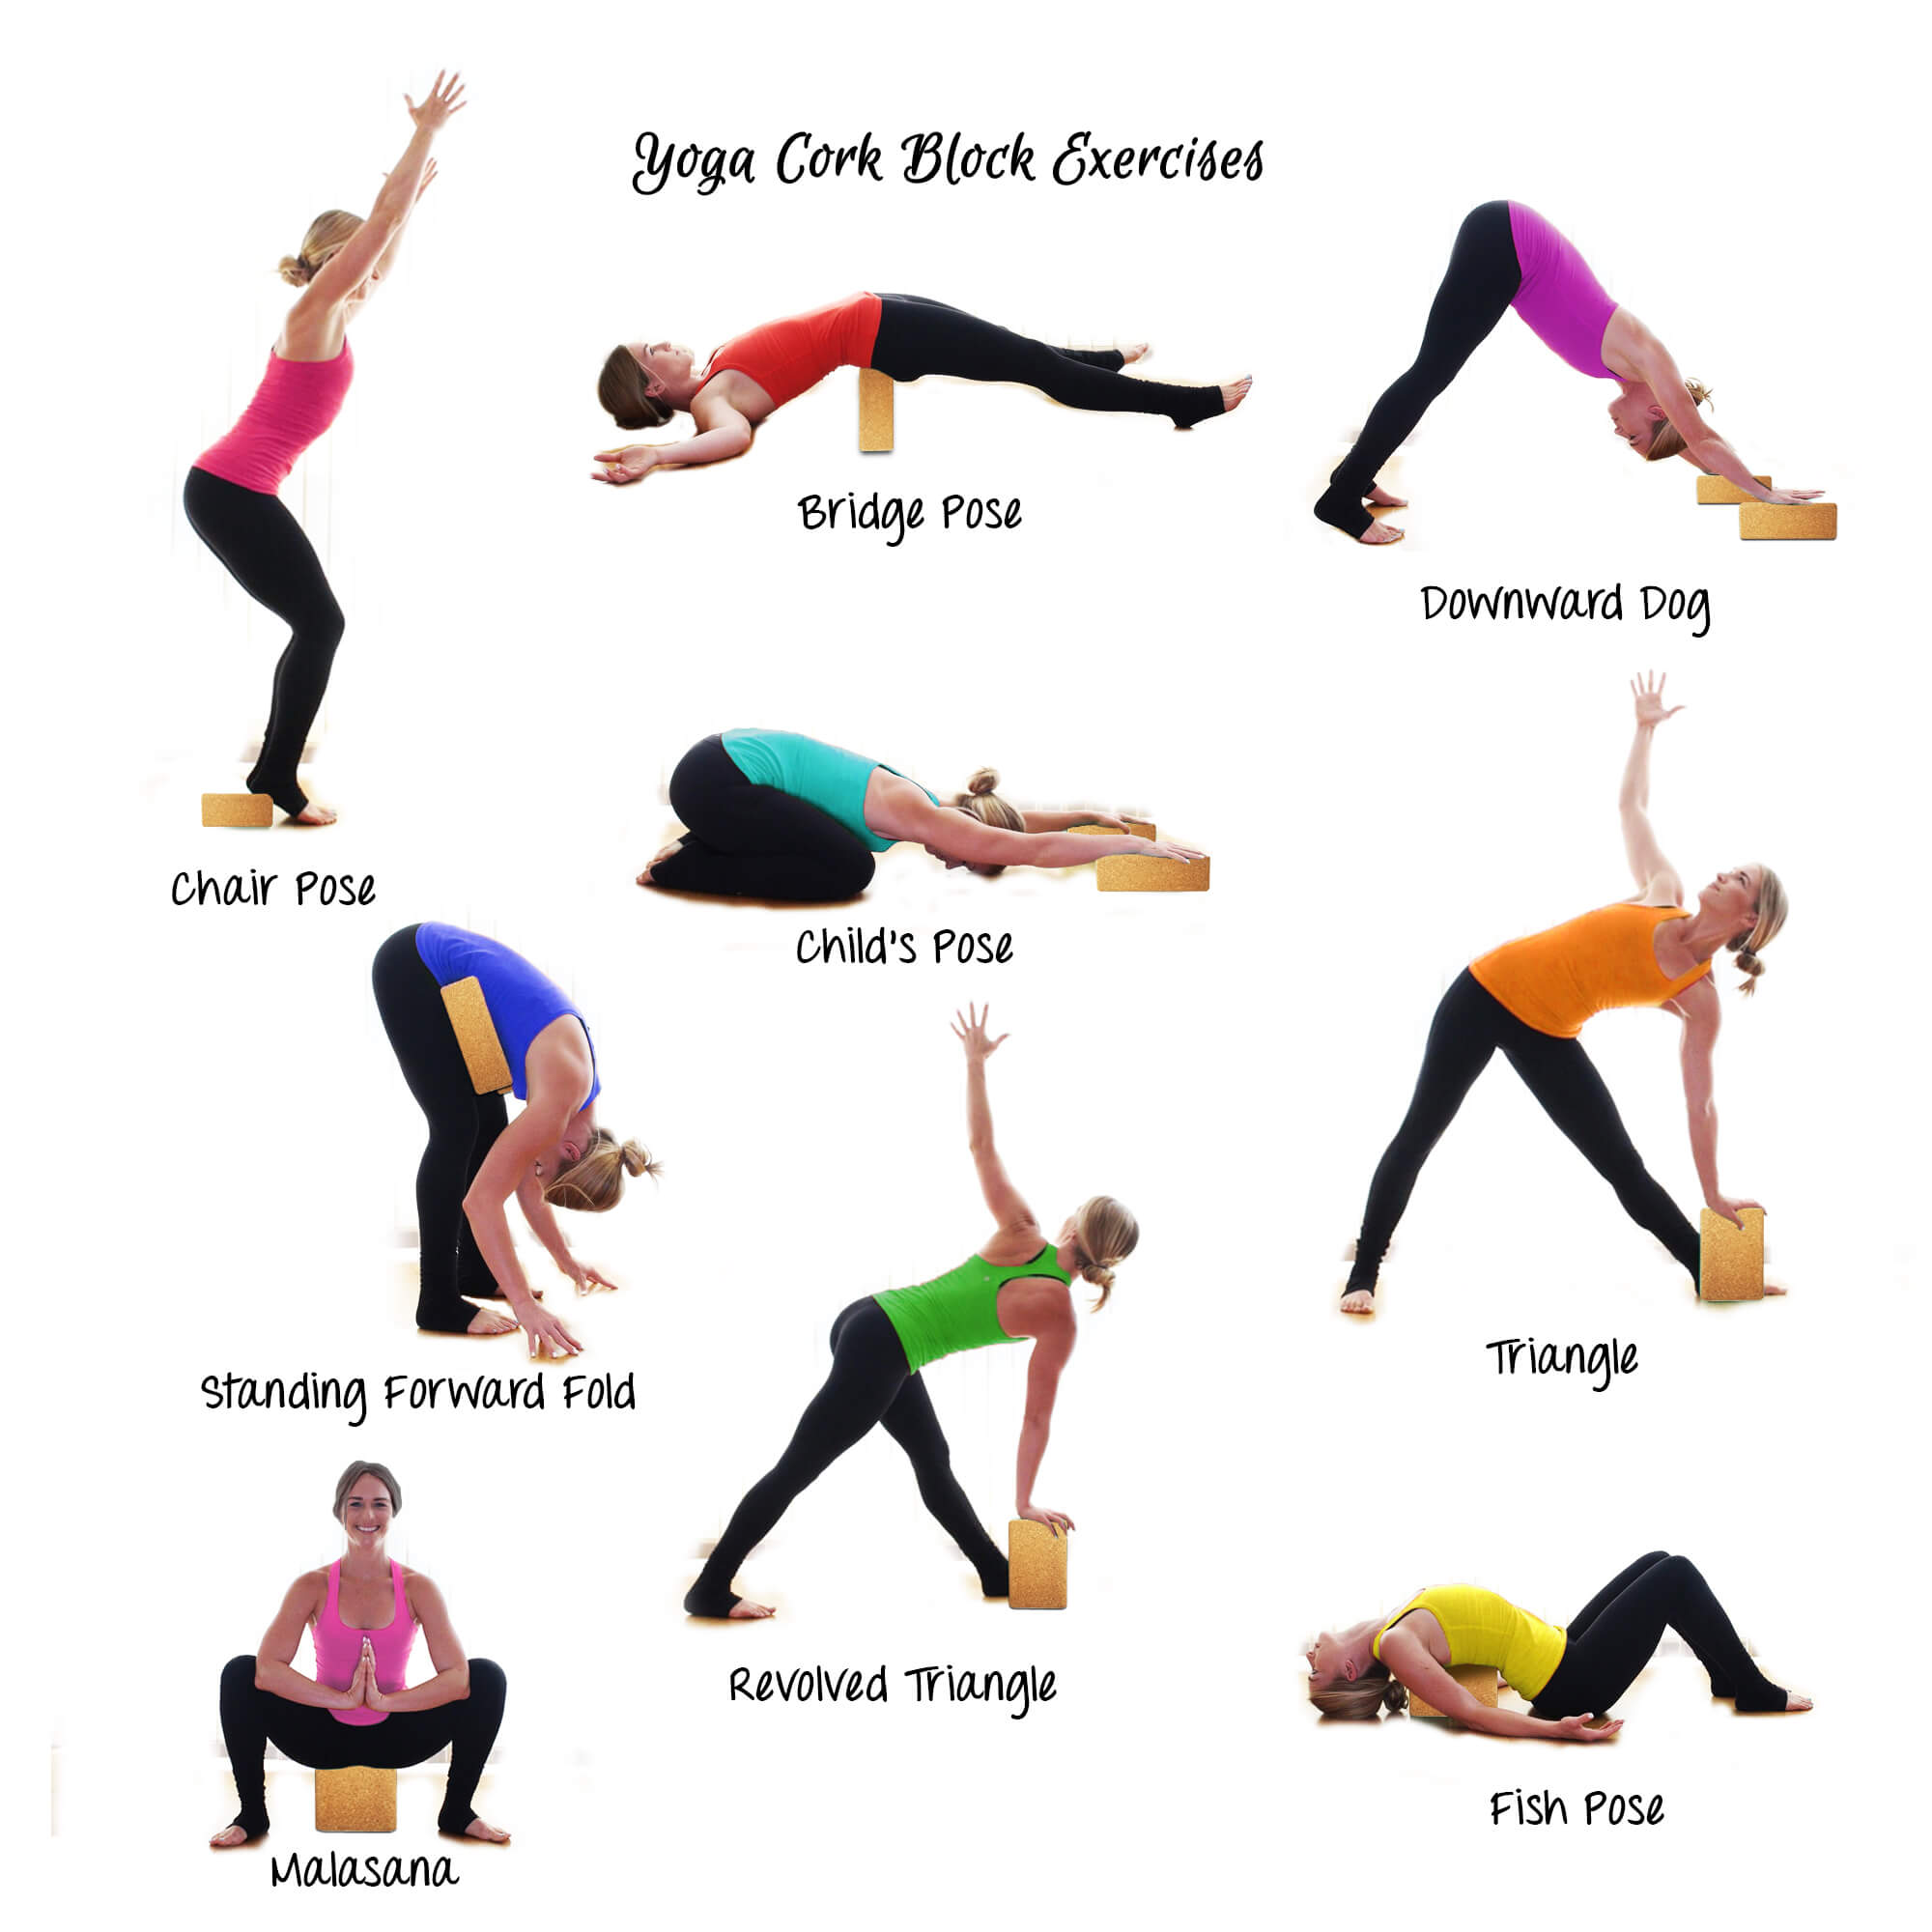 Yoga Cork Block Exercises
Bridge Pose
Downward Dog
Chair Pose
Child's Pose
Standing Forward Fold
Triangle
Revolved Triangle
Fish Pose
Malasana